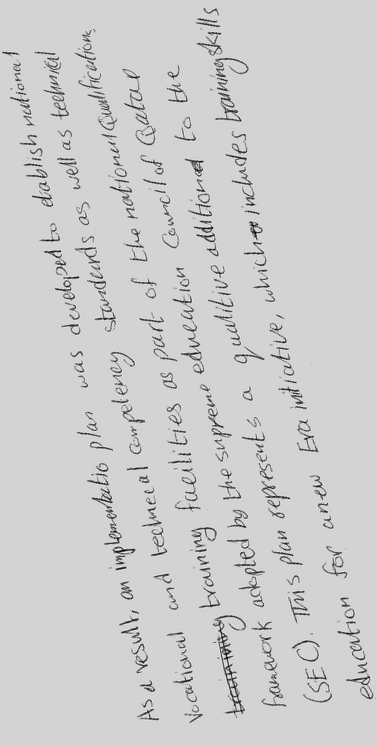 As a result, an implementatio plan was developed to establish national
vocational and technical competency standards as well as technical
training facilities as part of the national Qualifications
framework adopted by the supreme education Council of Qatar
(SEC). This plan represents a qualitive additional to the
education for a new Era initiative, which includes training skills